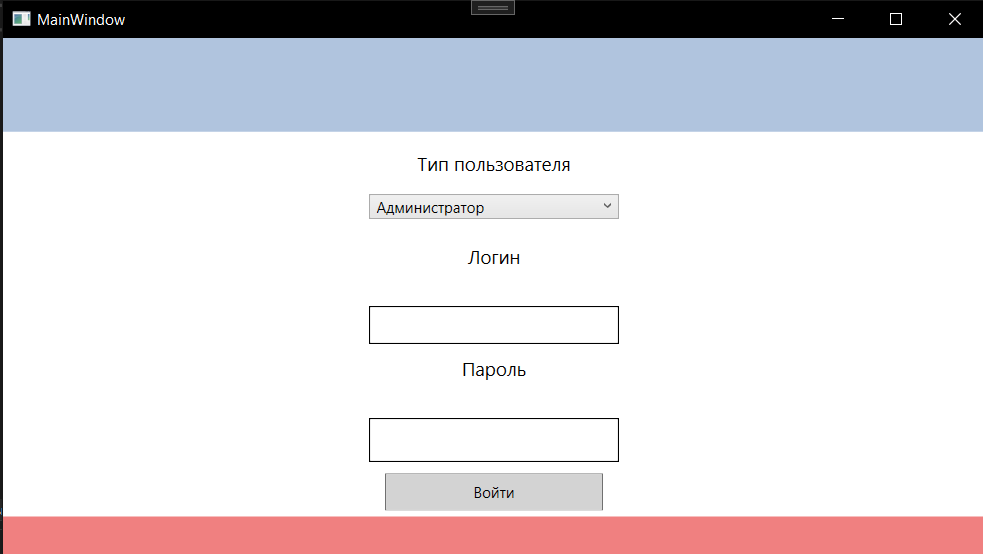 MainWindow
Тип пользователя
Администратор
Логин
Пароль
Войти